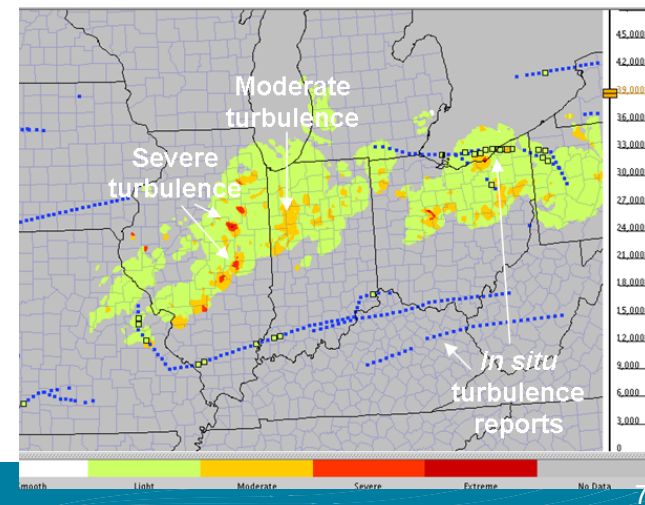 45,000
42,000
39,000
36,000
33,000
30,000
27,000
24,000
21,000
18,000
15,000
12,000
9,000
6,000
3,000
0
Moderate
turbulence
Severe
turbulence
In situ
turbulence
reports
Smooth
Light
Moderate
Severe
Extreme
No Data
7